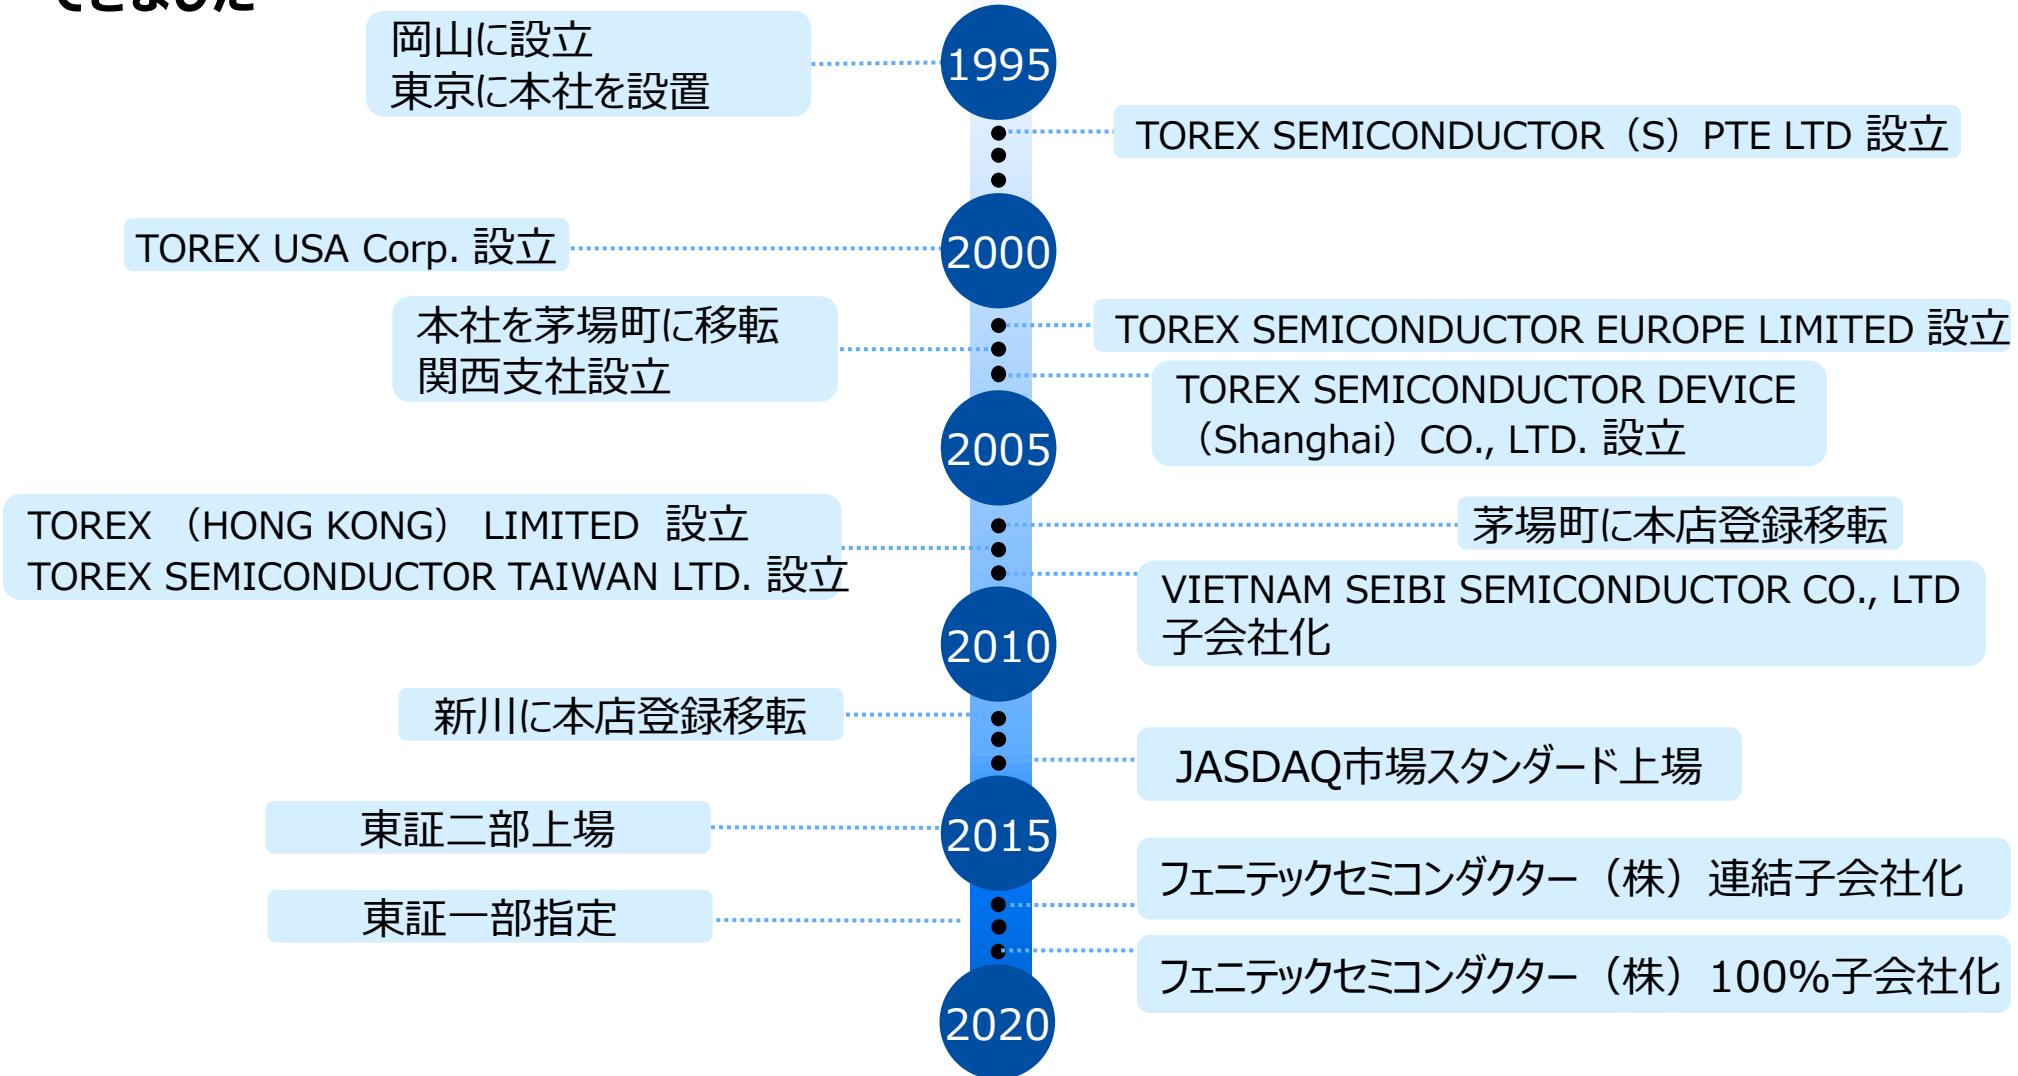 てきました
岡山に設立
東京に本社を設置
1995
TOREX SEMICONDUCTOR（S）PTE LTD 設立
TOREX USA Corp. 設立
2000
本社を茅場町に移転
関西支社設立
TOREX SEMICONDUCTOR EUROPE LIMITED 設立
TOREX SEMICONDUCTOR DEVICE
（Shanghai）CO., LTD. 設立
2005
TOREX （HONG KONG） LIMITED 設立
TOREX SEMICONDUCTOR TAIWAN LTD. 設立
茅場町に本店登録移転
VIETNAM SEIBI SEMICONDUCTOR CO., LTD
子会社化
2010
新川に本店登録移転
JASDAQ市場スタンダード上場
東証二部上場
2015
フェニテックセミコンダクター（株）連結子会社化
東証一部指定
フェニテックセミコンダクター（株）100%子会社化
2020